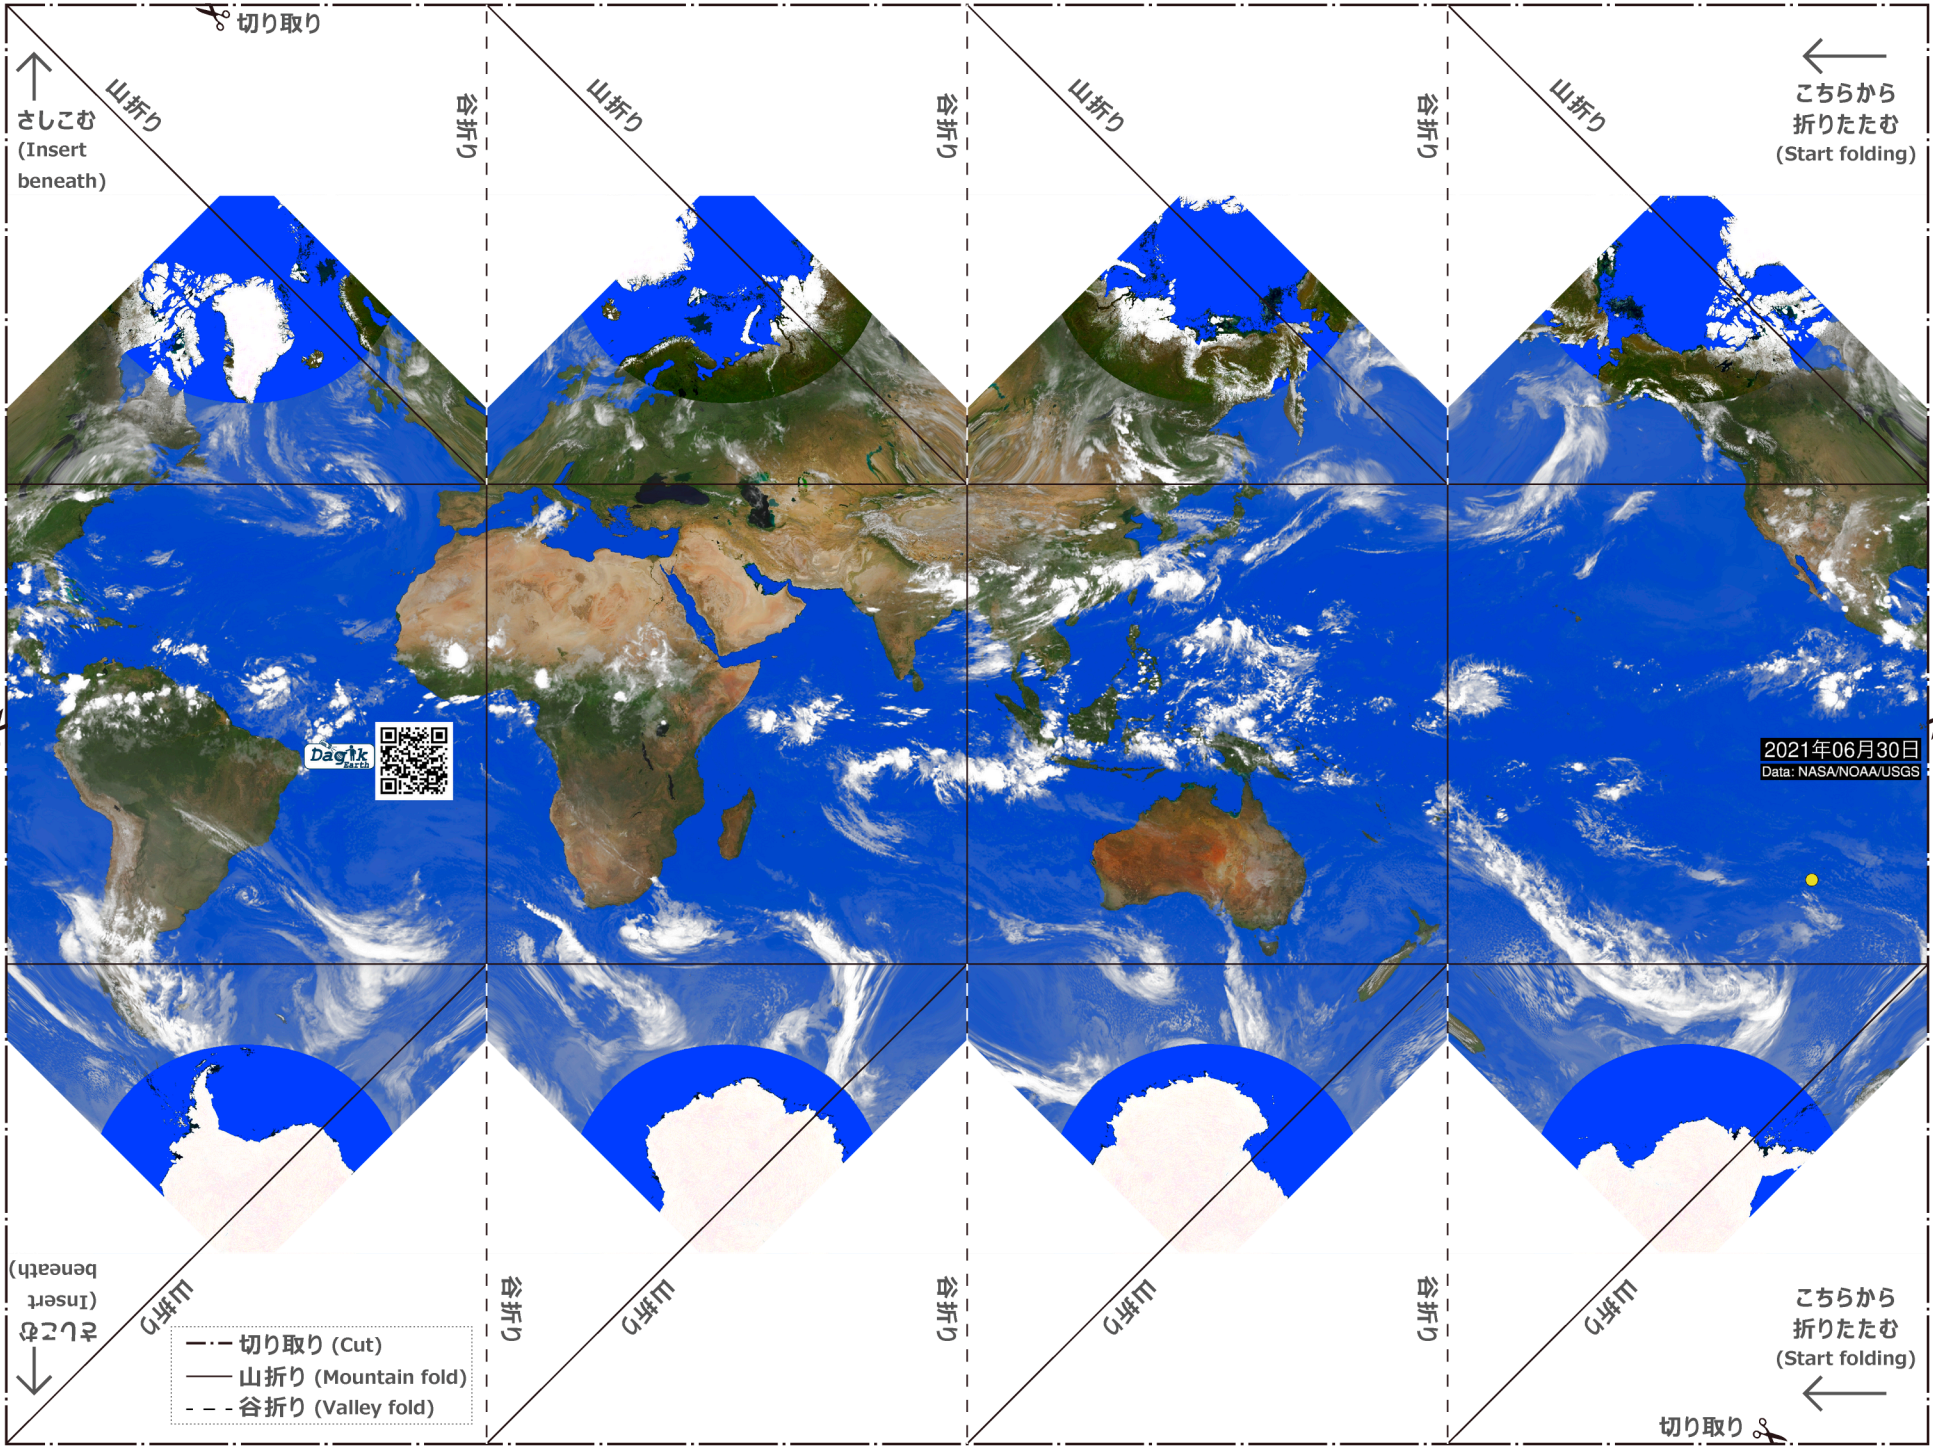 切り取り
山折り
谷折り
山折り
谷折り
山折り
谷折り
山折り
さしこむ
(Insert
beneath)
こちらから
折りたたむ
(Start folding)
Dagik
Earth
2021年06月30日
Data: NASA/NOAA/USGS
さしこむ
(Insert
beneath)
山折り
谷折り
山折り
谷折り
山折り
谷折り
山折り
こちらから
折りたたむ
(Start folding)
切り取り (Cut)
山折り (Mountain fold)
谷折り (Valley fold)
切り取り